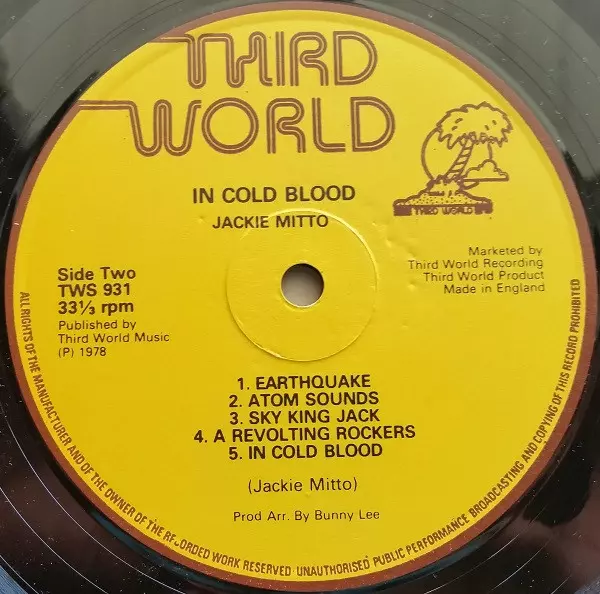 THIRD
WORLD
THIRD WORLD
IN COLD BLOOD
JACKIE MITTO
Side Two
TWS 931
33⅓ rpm
Published by
Third World Music
(P) 1978
Marketed by
Third World Recording
Third World Product
Made in England
1. EARTHQUAKE
2. ATOM SOUNDS
3. SKY KING JACK
4. A REVOLTING ROCKERS
5. IN COLD BLOOD
(Jackie Mitto)
Prod Arr. By Bunny Lee
ALL RIGHTS OF THE MANUFACTURER AND OF THE OWNER OF THE RECORDED WORK RESERVED UNAUTHORISED PUBLIC PERFORMANCE BROADCASTING AND COPYING OF THIS RECORD PROHIBITED